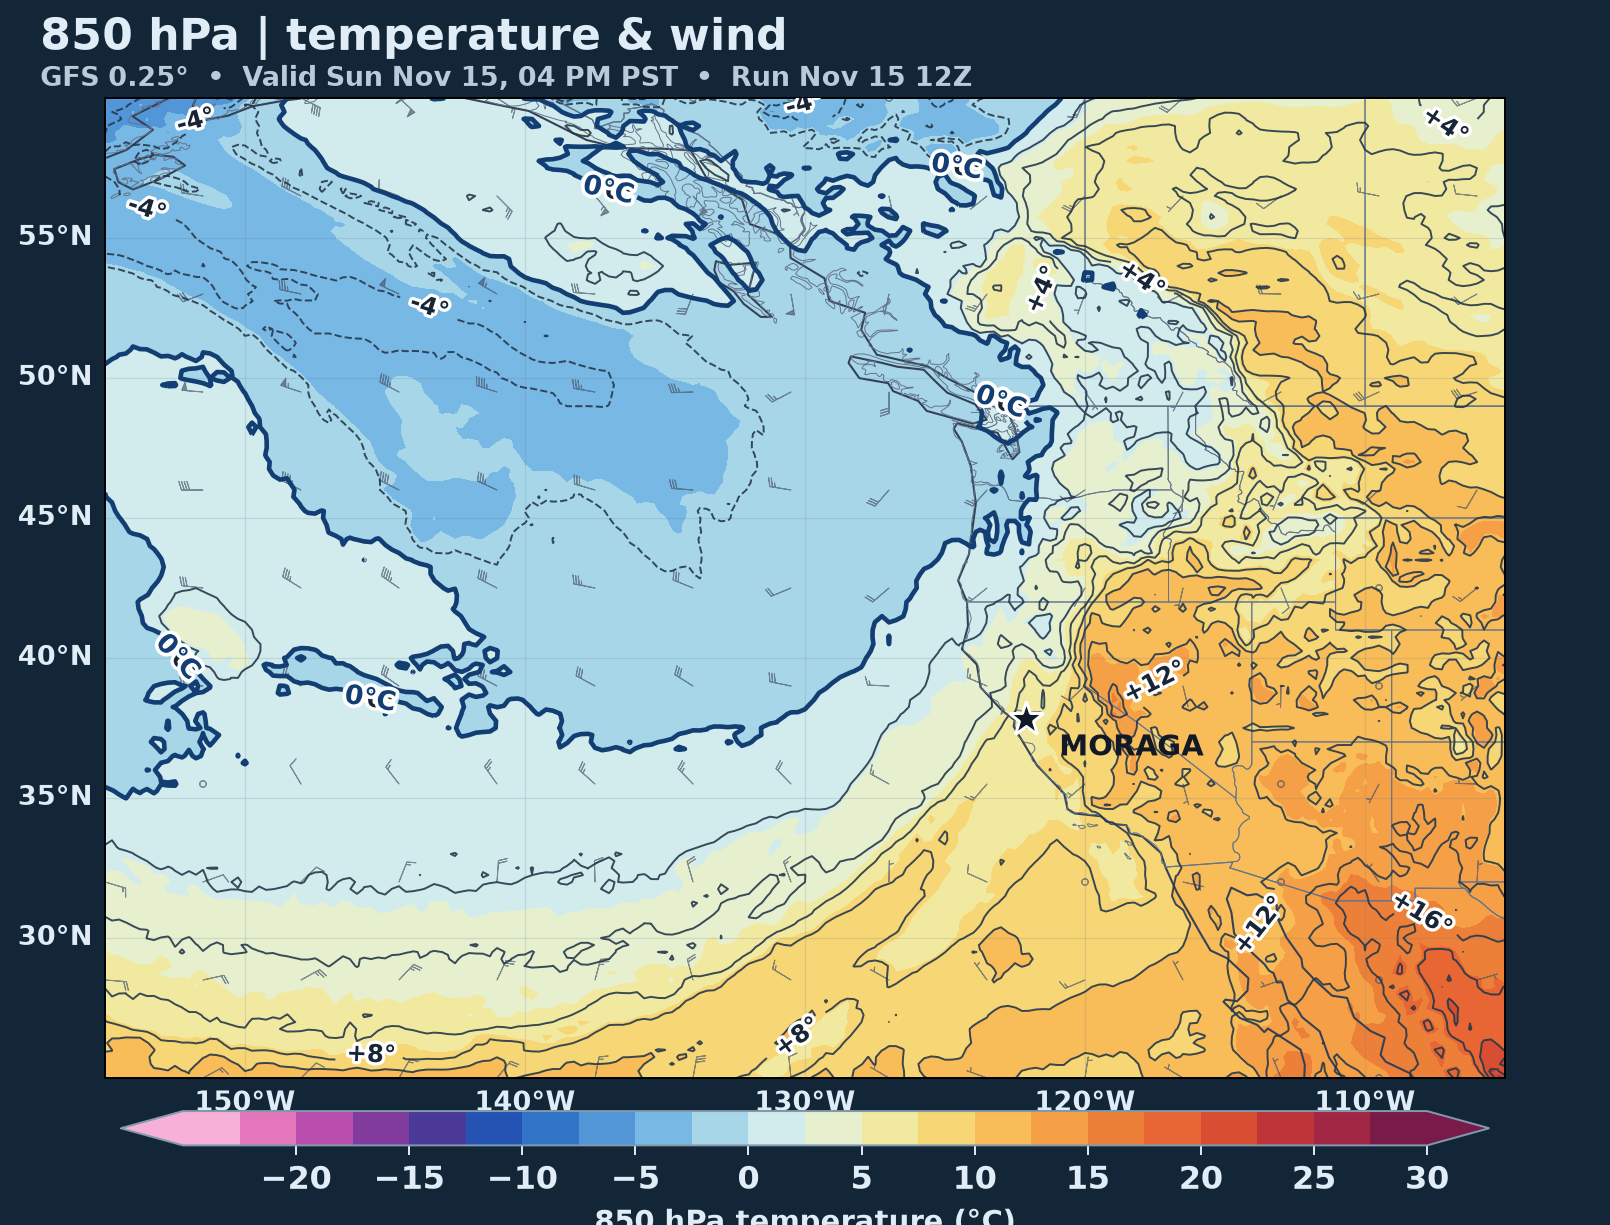 850 hPa | temperature & wind
GFS 0.25° • Valid Sun Nov 15, 04 PM PST • Run Nov 15 12Z
-4°
-4°
+4°
0°C
0°C
-4°
55°N
+4°
+4°
-4°
50°N
0°C
45°N
40°N
0°C
0°C
+12°
MORAGA
35°N
30°N
+12°
+16°
+8°
+8°
150°W 140°W 130°W 120°W 110°W
−20 −15 −10 −5 0 5 10 15 20 25 30
850 hPa temperature (°C)